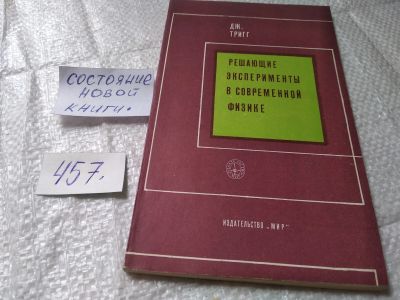 состояние
новой
книги.
457.
ДЖ.
ТРИГГ
РЕШАЮЩИЕ
ЭКСПЕРИМЕНТЫ
В СОВРЕМЕННОЙ
ФИЗИКЕ
ИЗДАТЕЛЬСТВО „МИР"